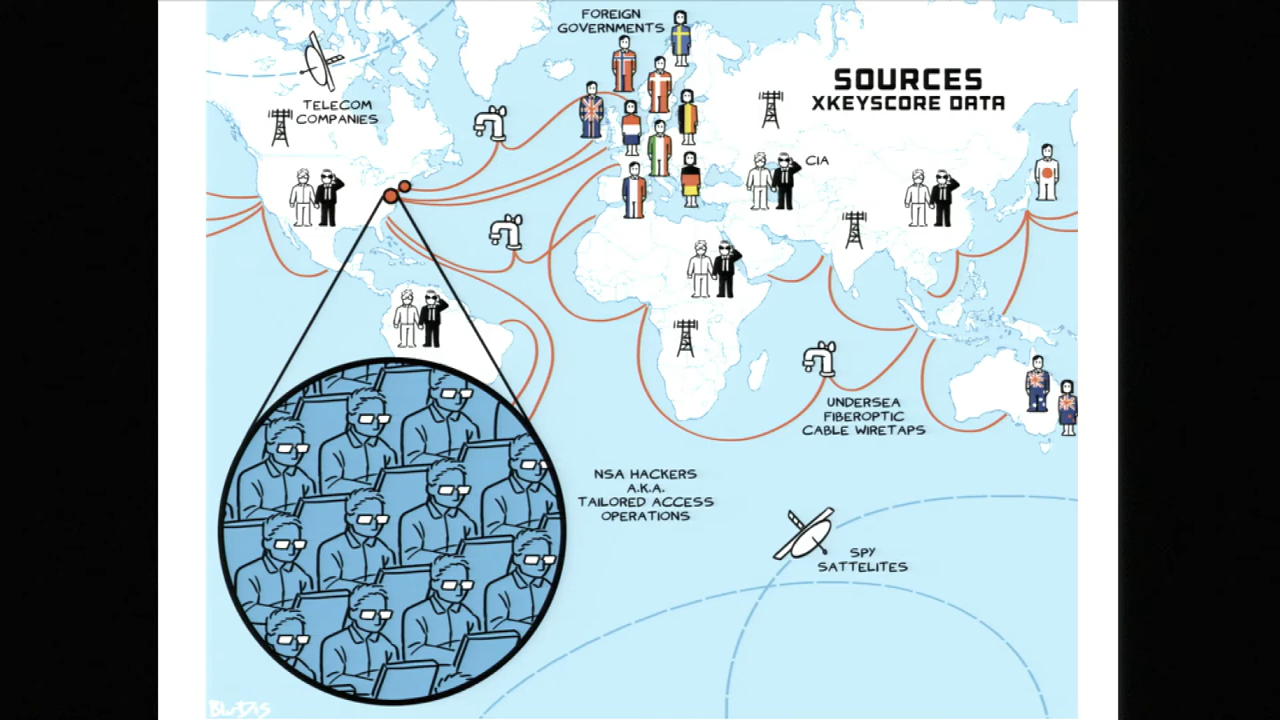 FOREIGN
GOVERNMENTS
SOURCES
XKEYSCORE DATA
TELECOM
COMPANIES
CIA
UNDERSEA
FIBEROPTIC
CABLE WIRETAPS
NSA HACKERS
A.K.A.
TAILORED ACCESS
OPERATIONS
SPY
SATTELITES